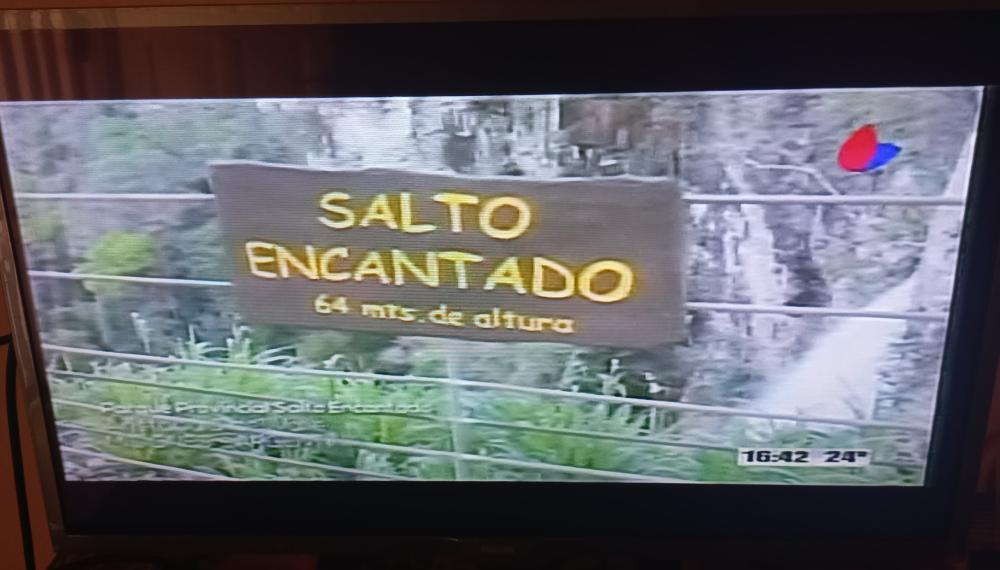 SALTO
ENCANTADO
64 mts.de altura
Parque Provincial Salto Encantado
16:42 24°